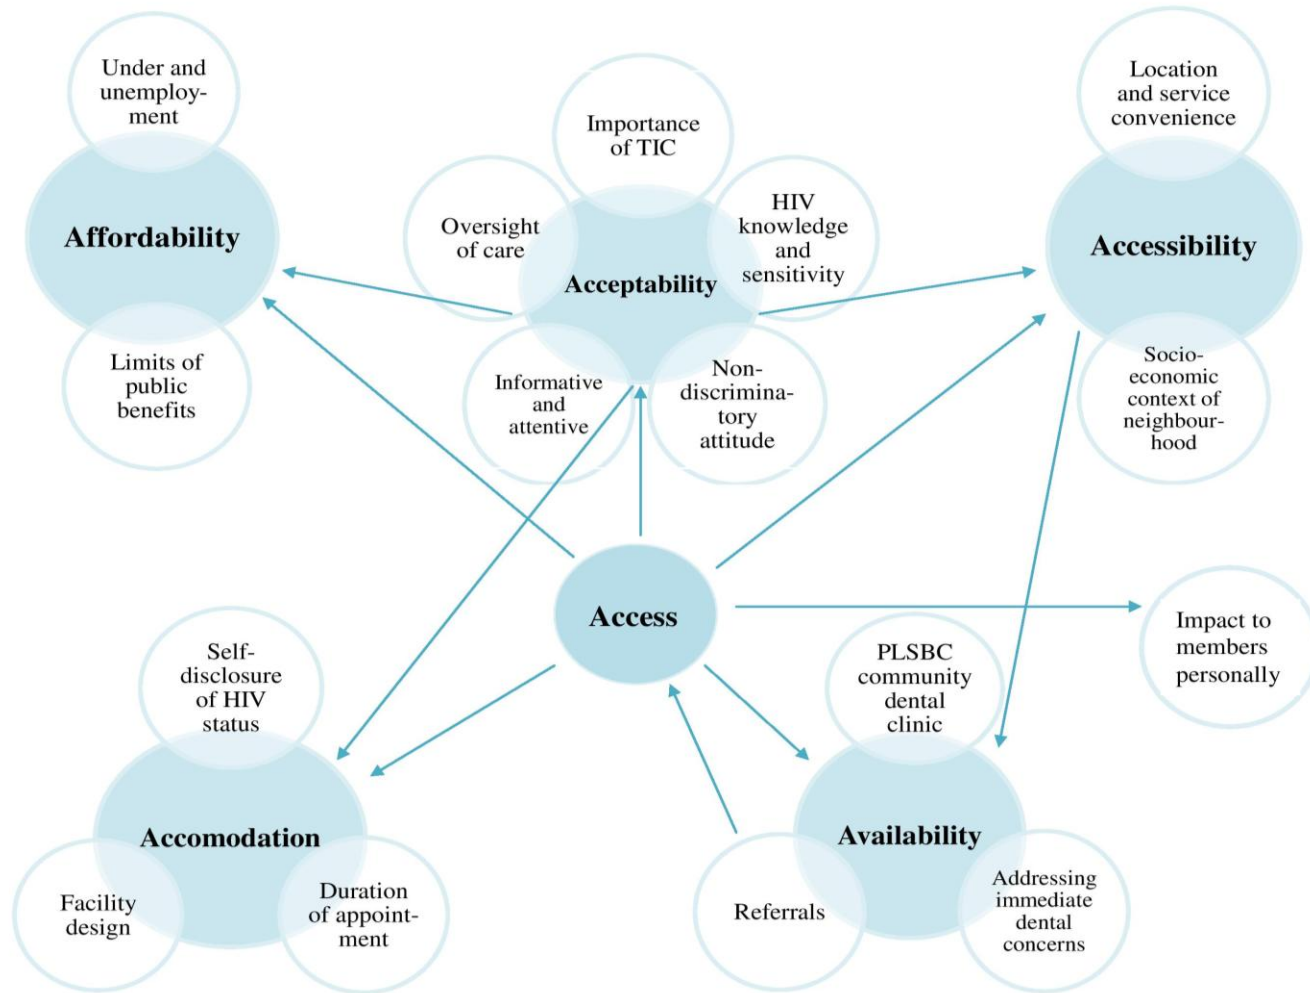 Under and
unemploy-
ment
Affordability
Limits of
public
benefits
Importance
of TIC
Oversight
of care
HIV
knowledge
and
sensitivity
Acceptability
Informative
and
attentive
Non-
discrimina-
tory
attitude
Location
and service
convenience
Accessibility
Socio-
economic
context of
neighbour-
hood
Access
Impact to
members
personally
Self-
disclosure
of HIV
status
Accomodation
Facility
design
Duration
of appoint-
ment
PLSBC
community
dental
clinic
Availability
Referrals
Addressing
immediate
dental
concerns